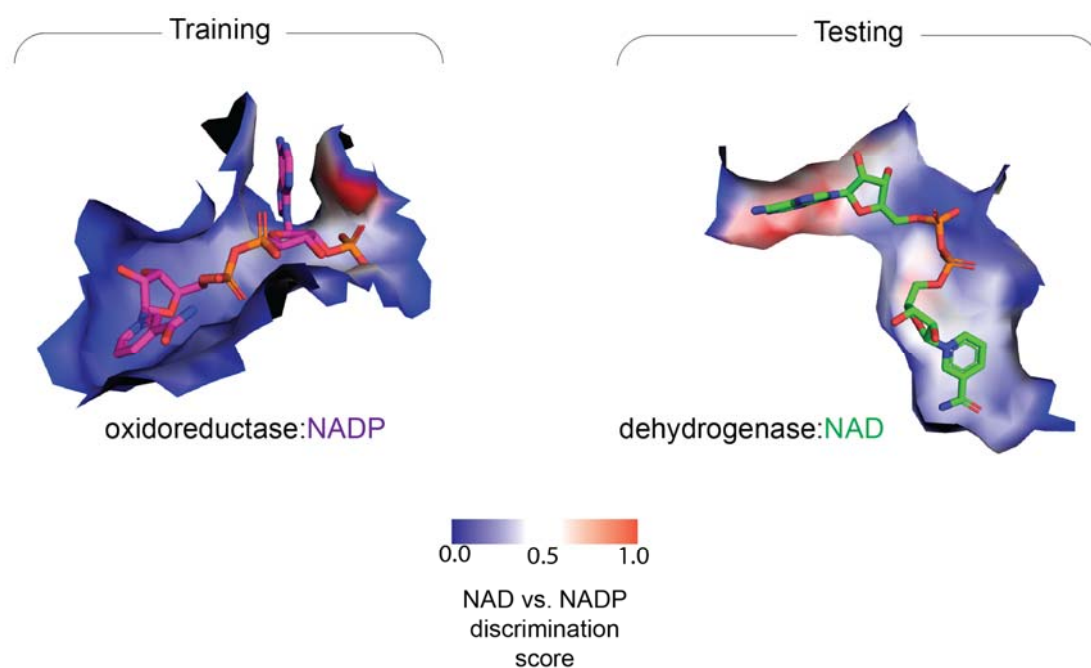 Training
Testing
oxidoreductase:NADP
dehydrogenase:NAD
0.0 0.5 1.0
NAD vs. NADP
discrimination
score